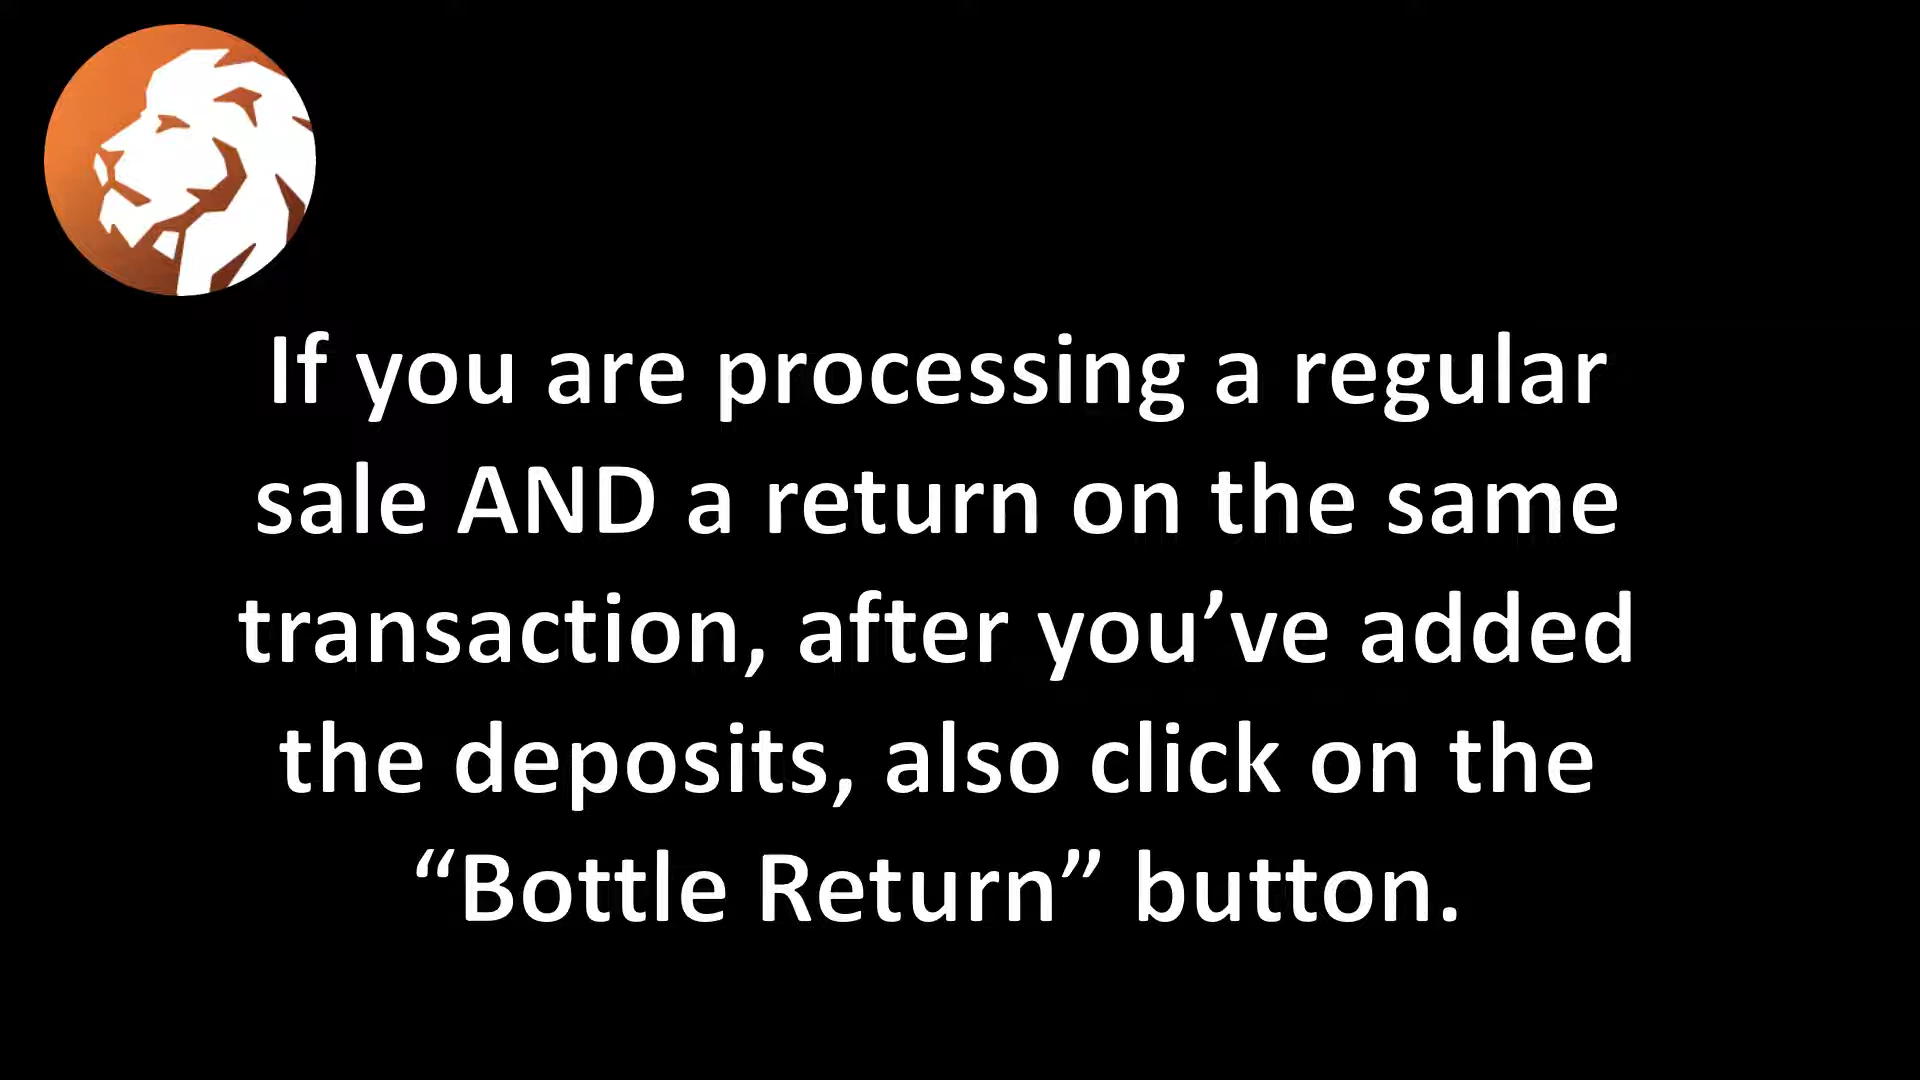 If you are processing a regular
sale AND a return on the same
transaction, after you’ve added
the deposits, also click on the
“Bottle Return” button.